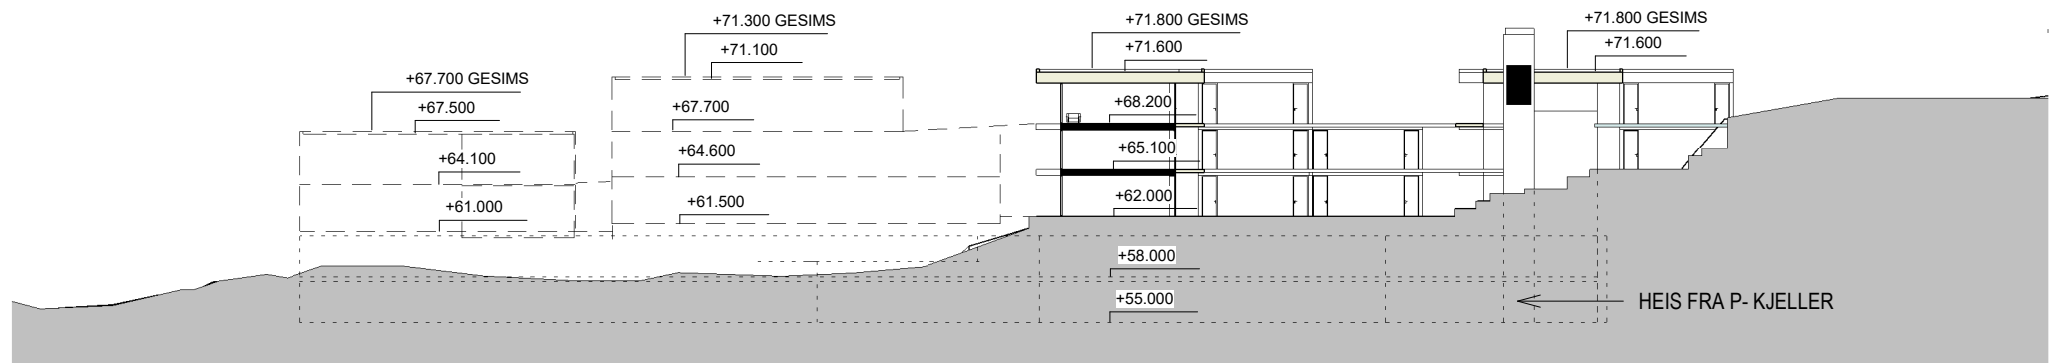 +71.300 GESIMS
+71.100
+67.700 GESIMS
+67.500
+67.700
+64.100
+64.600
+61.000
+61.500
+71.800 GESIMS
+71.600
+68.200
+65.100
+62.000
+58.000
+55.000
+71.800 GESIMS
+71.600
HEIS FRA P- KJELLER